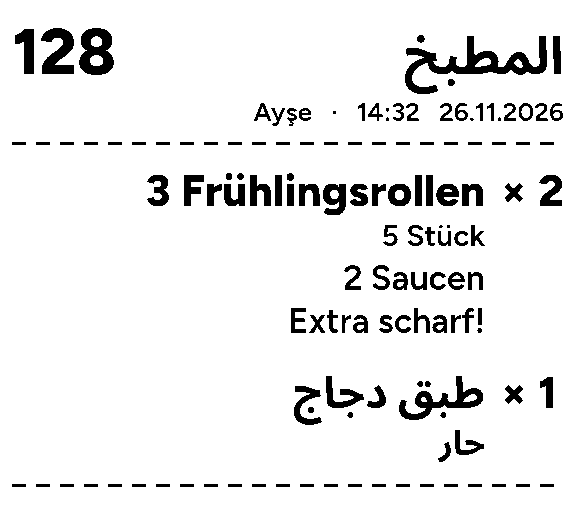 المطبخ 128
26.11.2026 14:32 · Ayşe
2 × 3 Frühlingsrollen
5 Stück
2 Saucen
Extra scharf!
1 × طبق دجاج
حار